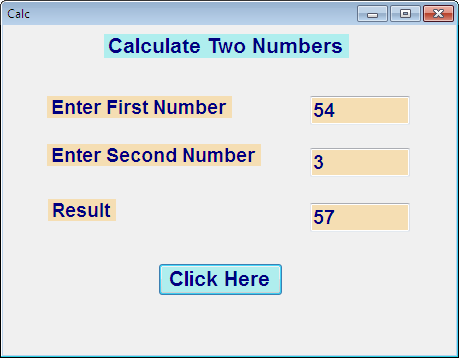 Calc
Calculate Two Numbers
Enter First Number 54
Enter Second Number 3
Result 57
Click Here